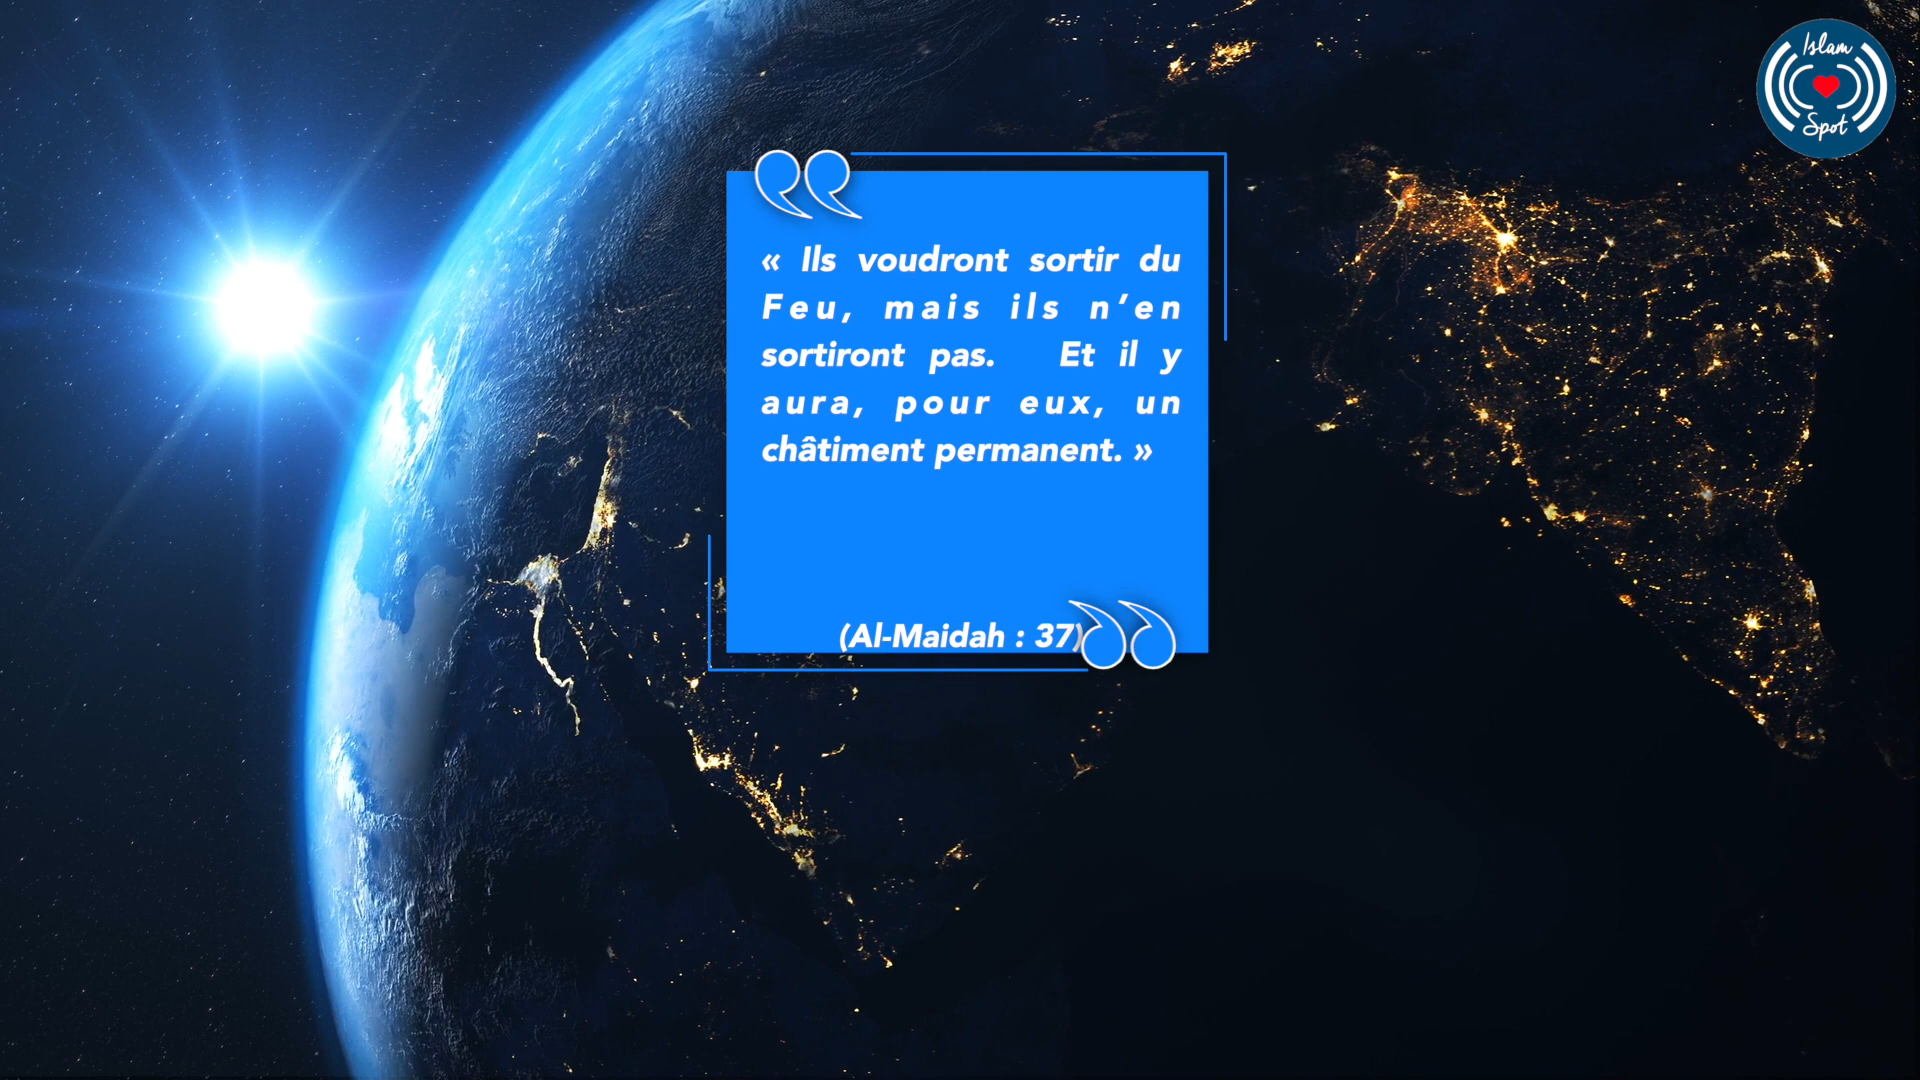 Islam
Spot
« Ils voudront sortir du
Feu, mais ils n’en
sortiront pas. Et il y
aura, pour eux, un
châtiment permanent. »
(Al-Maidah : 37)